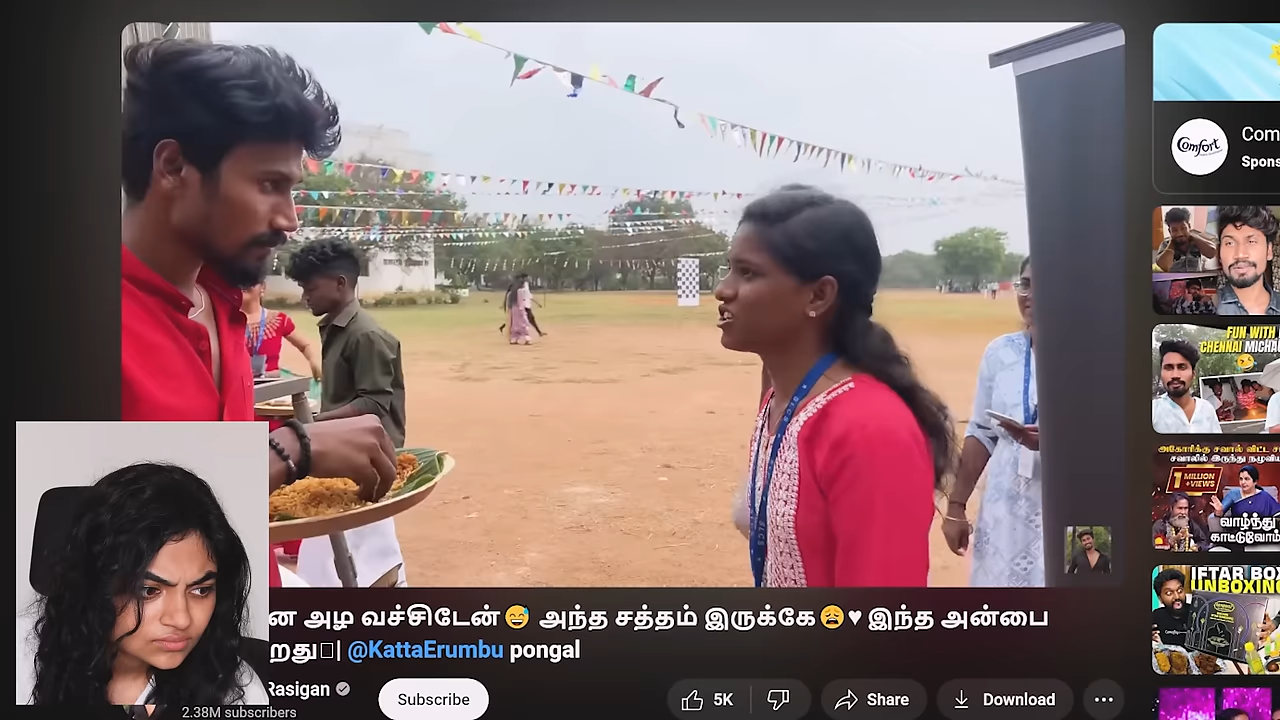 Comfort
Com
Spons
FUN WITH
CHENNAI MICHA
1 MILLION
+VIEWS
வாழ்ந்து
காட்டுவோம்
IFTAR BOX
UNBOXING
ன அழ வச்சிடேன்😅 அந்த சத்தம் இருக்கே😩♥இந்த அன்பை
றது| @KattaErumbu pongal
Rasigan
2.38M subscribers
Subscribe
5K
Share
Download